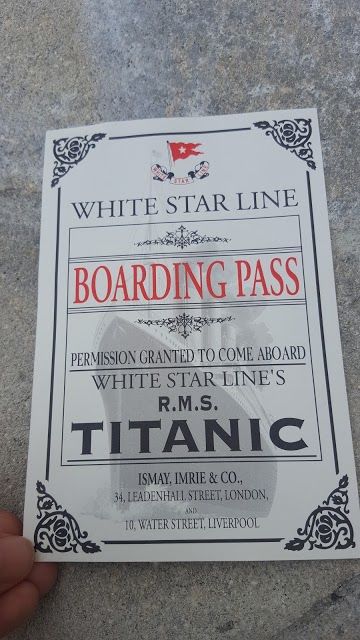 STAR
WHITE STAR LINE
BOARDING PASS
PERMISSION GRANTED TO COME ABOARD
WHITE STAR LINE'S
R.M.S.
TITANIC
ISMAY, IMRIE & CO.,
34, LEADENHALL STREET, LONDON,
AND
10, WATER STREET, LIVERPOOL